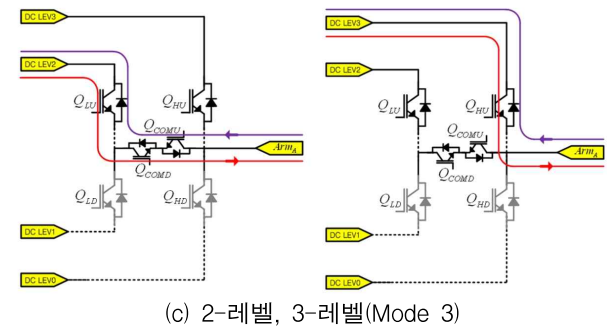 DC LEV3
DC LEV2
Q_LU
Q_HU
Q_COMU
Arm_A
Q_COMD
Q_LD
Q_HD
DC LEV1
DC LEV0
DC LEV3
DC LEV2
Q_LU
Q_HU
Q_COMU
Arm_A
Q_COMD
Q_LD
Q_HD
DC LEV1
DC LEV0
(c) 2-레벨, 3-레벨(Mode 3)